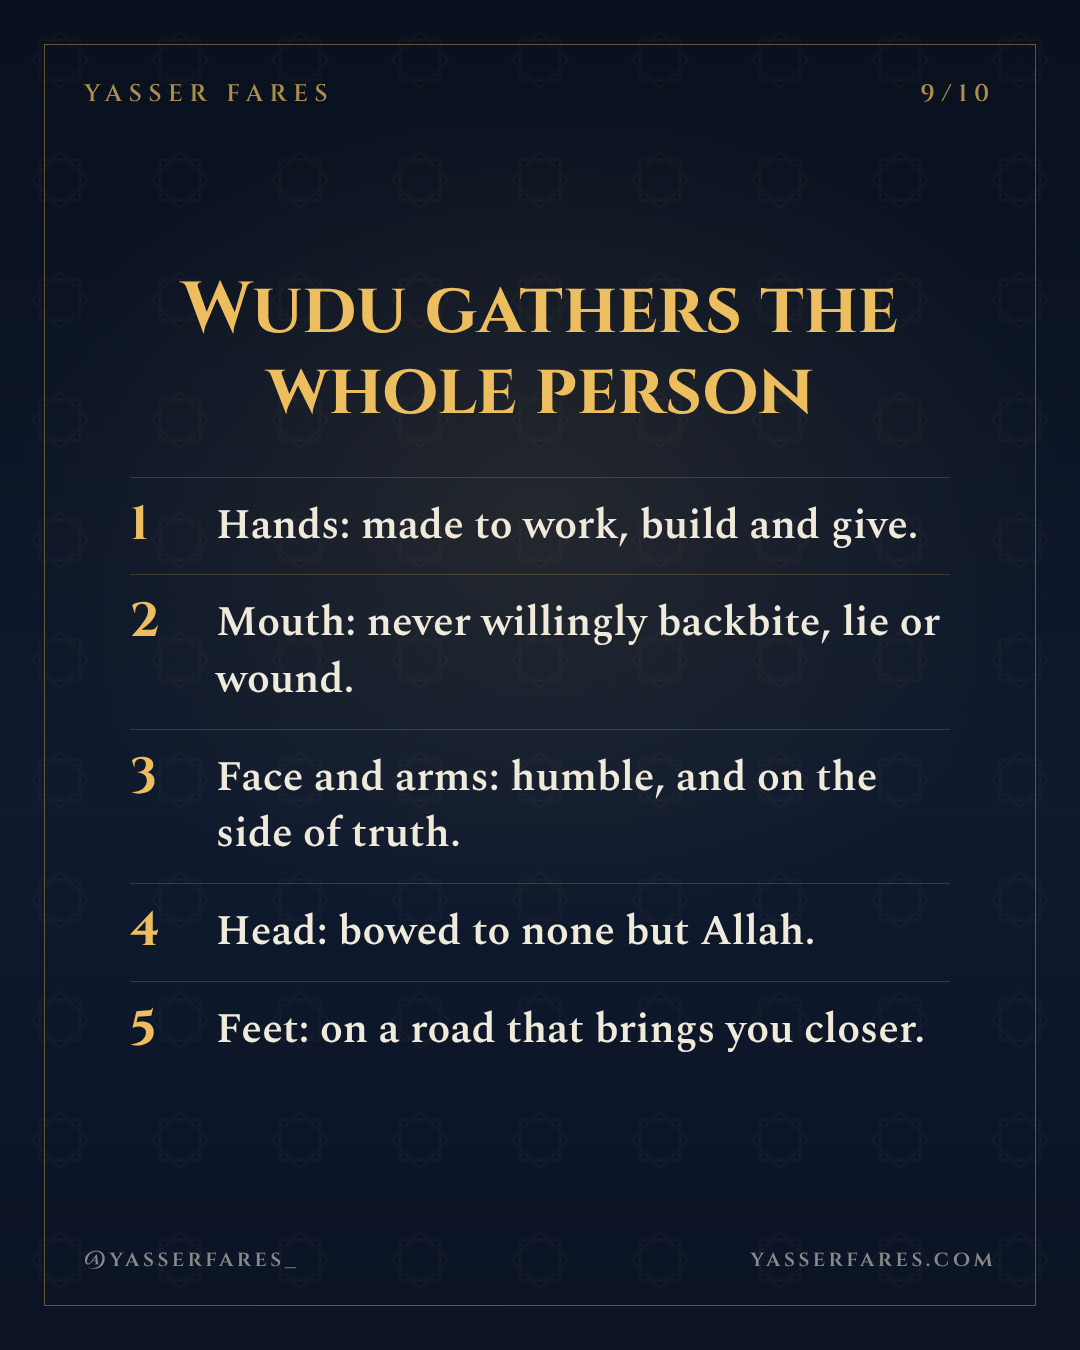 YASSER FARES
9/10
Wudu gathers the
whole person
1 Hands: made to work, build and give.
2 Mouth: never willingly backbite, lie or
wound.
3 Face and arms: humble, and on the
side of truth.
4 Head: bowed to none but Allah.
5 Feet: on a road that brings you closer.
@YASSERFARES_
YASSERFARES.COM